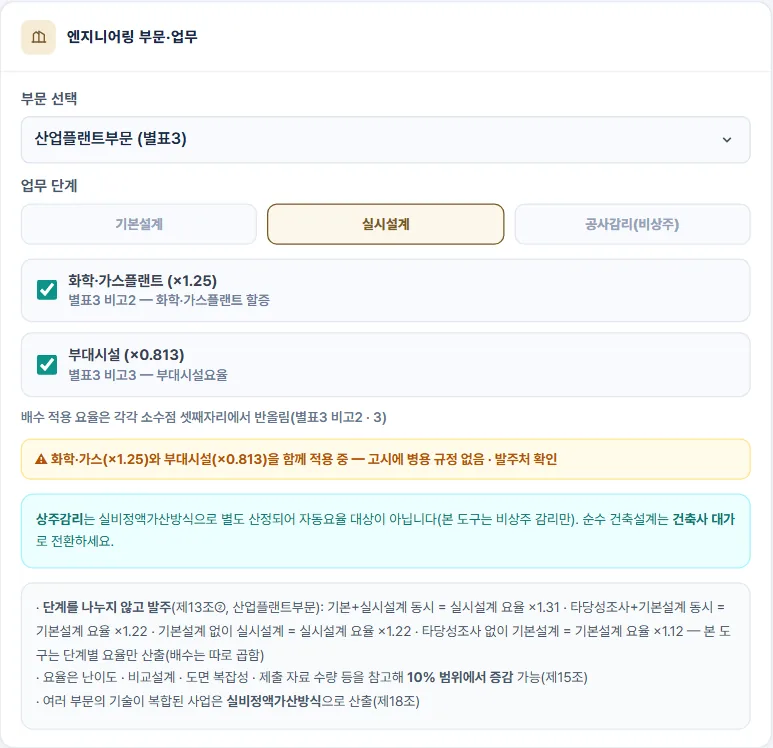 엔지니어링 부문·업무
부문 선택
산업플랜트부문 (별표3)
업무 단계
기본설계
실시설계
공사감리(비상주)
화학·가스플랜트 (×1.25)
별표3 비고2 — 화학·가스플랜트 할증
부대시설 (×0.813)
별표3 비고3 — 부대시설요율
배수 적용 요율은 각각 소수점 셋째자리에서 반올림(별표3 비고2 · 3)
⚠ 화학·가스(×1.25)와 부대시설(×0.813)을 함께 적용 중 — 고시에 병용 규정 없음 · 발주처 확인
상주감리는 실비정액가산방식으로 별도 산정되어 자동요율 대상이 아닙니다(본 도구는 비상주 감리만). 순수 건축설계는 건축사 대가
로 전환하세요.
· 단계를 나누지 않고 발주(제13조②, 산업플랜트부문): 기본+실시설계 동시 = 실시설계 요율 ×1.31 · 타당성조사+기본설계 동시 =
기본설계 요율 ×1.22 · 기본설계 없이 실시설계 = 실시설계 요율 ×1.22 · 타당성조사 없이 기본설계 = 기본설계 요율 ×1.12 — 본 도
구는 단계별 요율만 산출(배수는 따로 곱함)
· 요율은 난이도 · 비교설계 · 도면 복잡성 · 제출 자료 수량 등을 참고해 10% 범위에서 증감 가능(제15조)
· 여러 부문의 기술이 복합된 사업은 실비정액가산방식으로 산출(제18조)